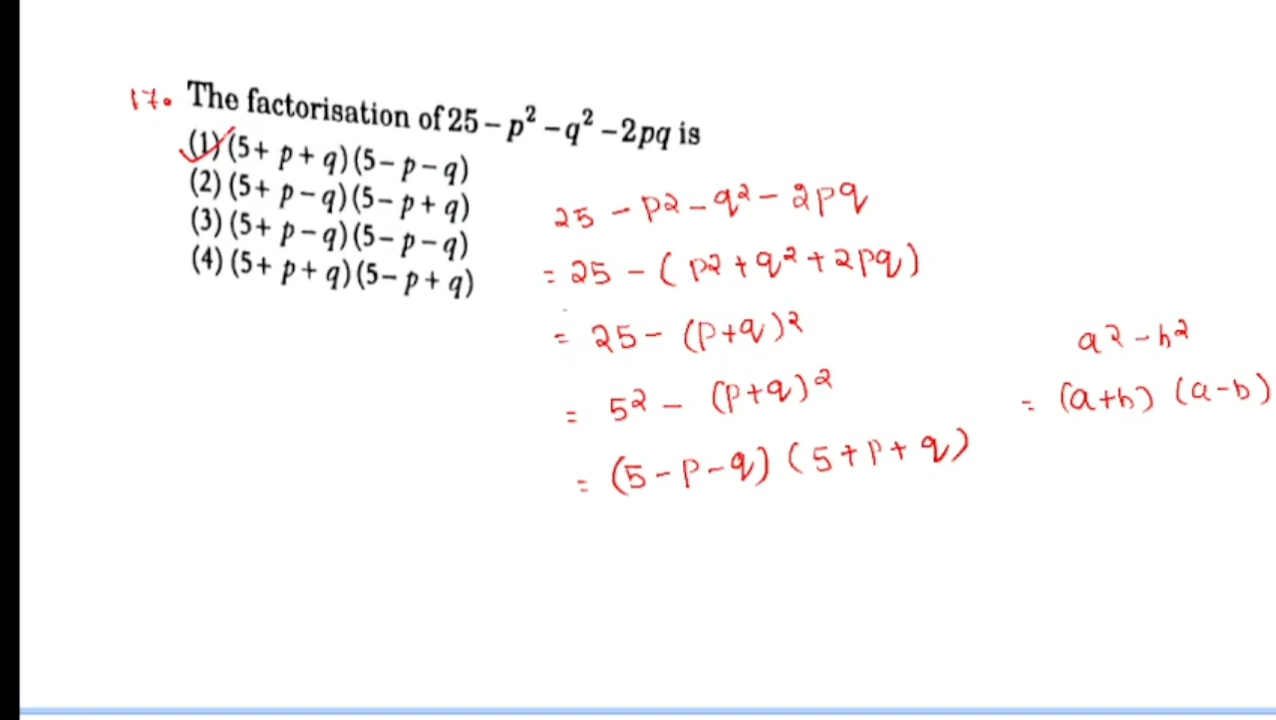 17. The factorisation of 25 – p² – q² – 2pq is
(1) (5 + p + q) (5 – p – q)
(2) (5 + p – q) (5 – p + q)
(3) (5 + p – q) (5 – p – q)
(4) (5 + p + q) (5 – p + q)
25 – p² – q² – 2pq
= 25 – (p² + q² + 2pq)
= 25 – (p+q)²
= 5² – (p+q)²
= (5 – p – q) (5 + p + q)
a² – b²
= (a+b) (a–b)